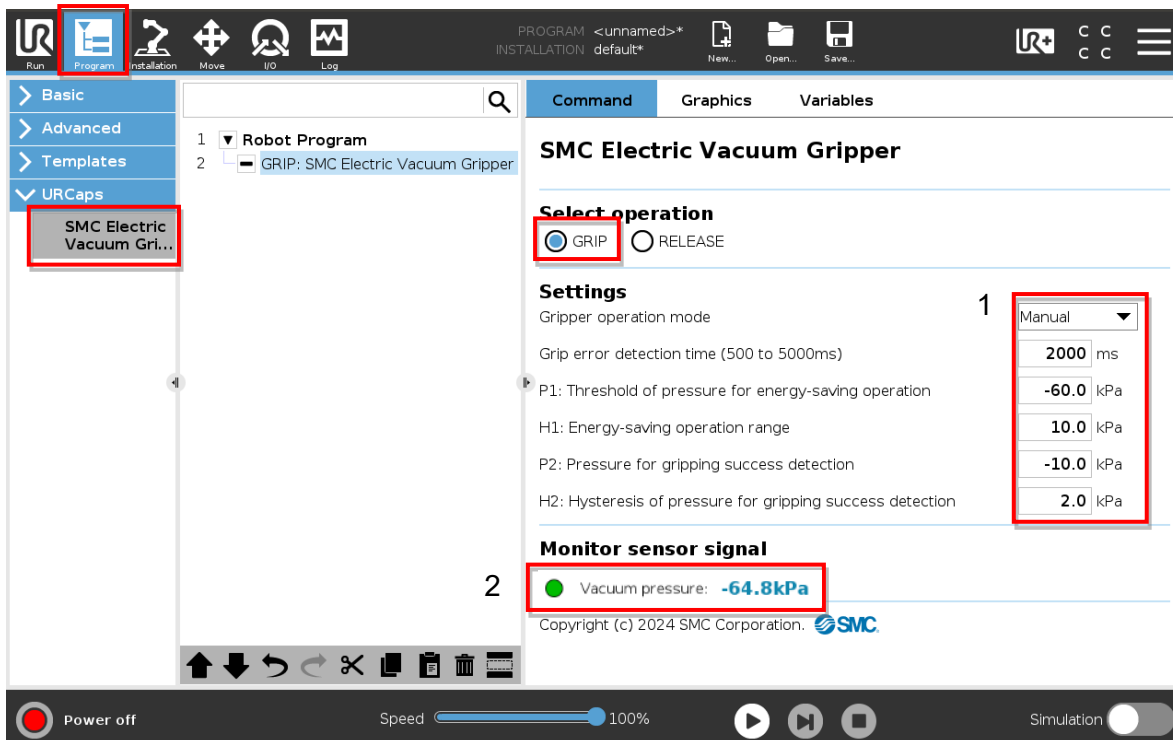 PROGRAM <unnamed>*
INSTALLATION default*
UR
Run
Program
Installation
Move
I/O
Log
New...
Open...
Save...
UR+
C C
C C
Basic
Advanced
Templates
URCaps
SMC Electric
Vacuum Gri...
1 Robot Program
2 GRIP: SMC Electric Vacuum Gripper
Command Graphics Variables
SMC Electric Vacuum Gripper
Select operation
GRIP RELEASE
Settings
1
Gripper operation mode Manual
Grip error detection time (500 to 5000ms) 2000 ms
P1: Threshold of pressure for energy-saving operation -60.0 kPa
H1: Energy-saving operation range 10.0 kPa
P2: Pressure for gripping success detection -10.0 kPa
H2: Hysteresis of pressure for gripping success detection 2.0 kPa
Monitor sensor signal
2
Vacuum pressure: -64.8kPa
Copyright (c) 2024 SMC Corporation. SMC.
Power off
Speed 100%
Simulation